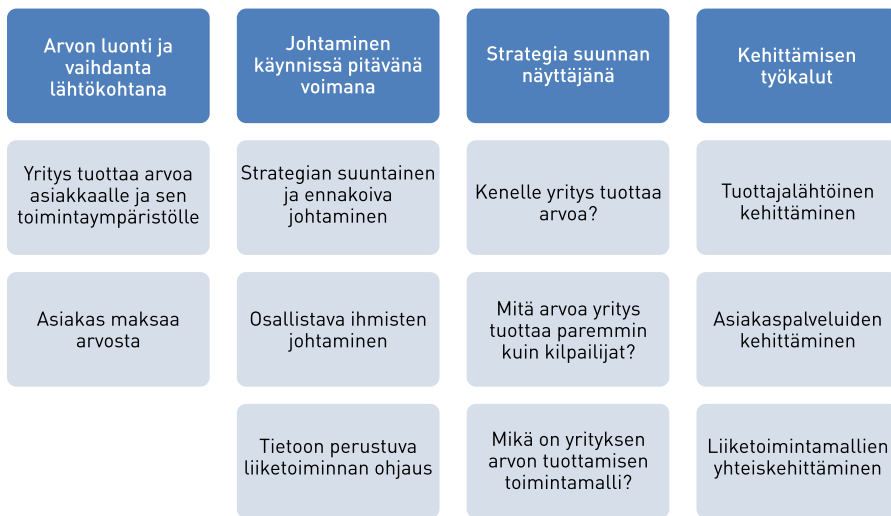 Arvon luonti ja
vaihdanta
lähtökohtana
Johtaminen
käynnissä pitävänä
voimana
Strategia suunnan
näyttäjänä
Kehittämisen
työkalut
Yritys tuottaa arvoa
asiakkaalle ja sen
toimintaympäristölle
Strategian suuntainen
ja ennakoiva
johtaminen
Kenelle yritys tuottaa
arvoa?
Tuottajalähtöinen
kehittäminen
Asiakas maksaa
arvosta
Osallistava ihmisten
johtaminen
Mitä arvoa yritys
tuottaa paremmin
kuin kilpailijat?
Asiakaspalveluiden
kehittäminen
Tietoon perustuva
liiketoiminnan ohjaus
Mikä on yrityksen
arvon tuottamisen
toimintamalli?
Liiketoimintamallien
yhteiskehittäminen